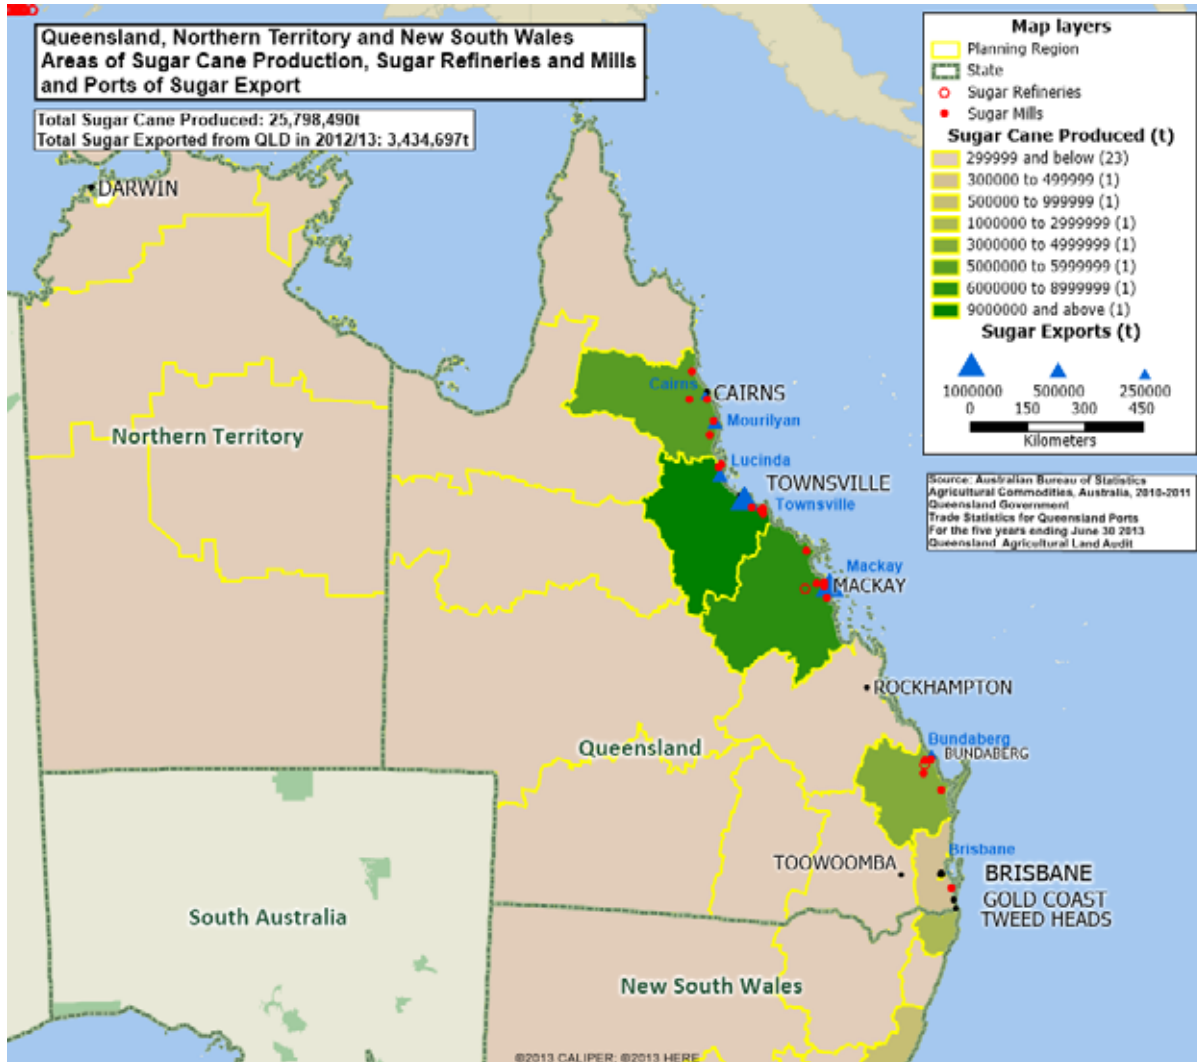 Queensland, Northern Territory and New South Wales
Areas of Sugar Cane Production, Sugar Refineries and Mills
and Ports of Sugar Export
Total Sugar Cane Produced: 25,798,490t
Total Sugar Exported from QLD in 2012/13: 3,434,697t
Map layers
Planning Region
State
Sugar Refineries
Sugar Mills
Sugar Cane Produced (t)
299999 and below (23)
300000 to 499999 (1)
500000 to 999999 (1)
1000000 to 2999999 (1)
3000000 to 4999999 (1)
5000000 to 5999999 (1)
6000000 to 8999999 (1)
9000000 and above (1)
Sugar Exports (t)
1000000 500000 250000
0 150 300 450
Kilometers
Source: Australian Bureau of Statistics
Agricultural Commodities, Australia, 2010-2011
Queensland Government
Trade Statistics for Queensland Ports
For the five years ending June 30 2013
Queensland Agricultural Land Audit
DARWIN
Cairns
CAIRNS
Mourilyan
Northern Territory
Lucinda
TOWNSVILLE
Townsville
Mackay
MACKAY
ROCKHAMPTON
Queensland
Bundaberg
BUNDABERG
Brisbane
TOOWOOMBA
BRISBANE
GOLD COAST
South Australia
TWEED HEADS
New South Wales
©2013 CALIPER; ©2013 HERE